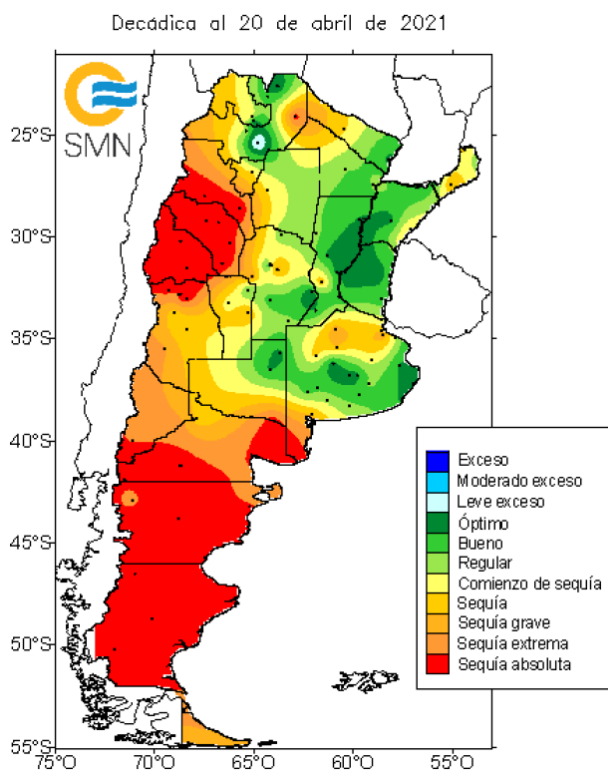 Decádica al 20 de abril de 2021
SMN
25°S
30°S
35°S
40°S
45°S
50°S
55°S
75°O
70°O
65°O
60°O
55°O
Exceso
Moderado exceso
Leve exceso
Óptimo
Bueno
Regular
Comienzo de sequía
Sequía
Sequía grave
Sequía extrema
Sequía absoluta